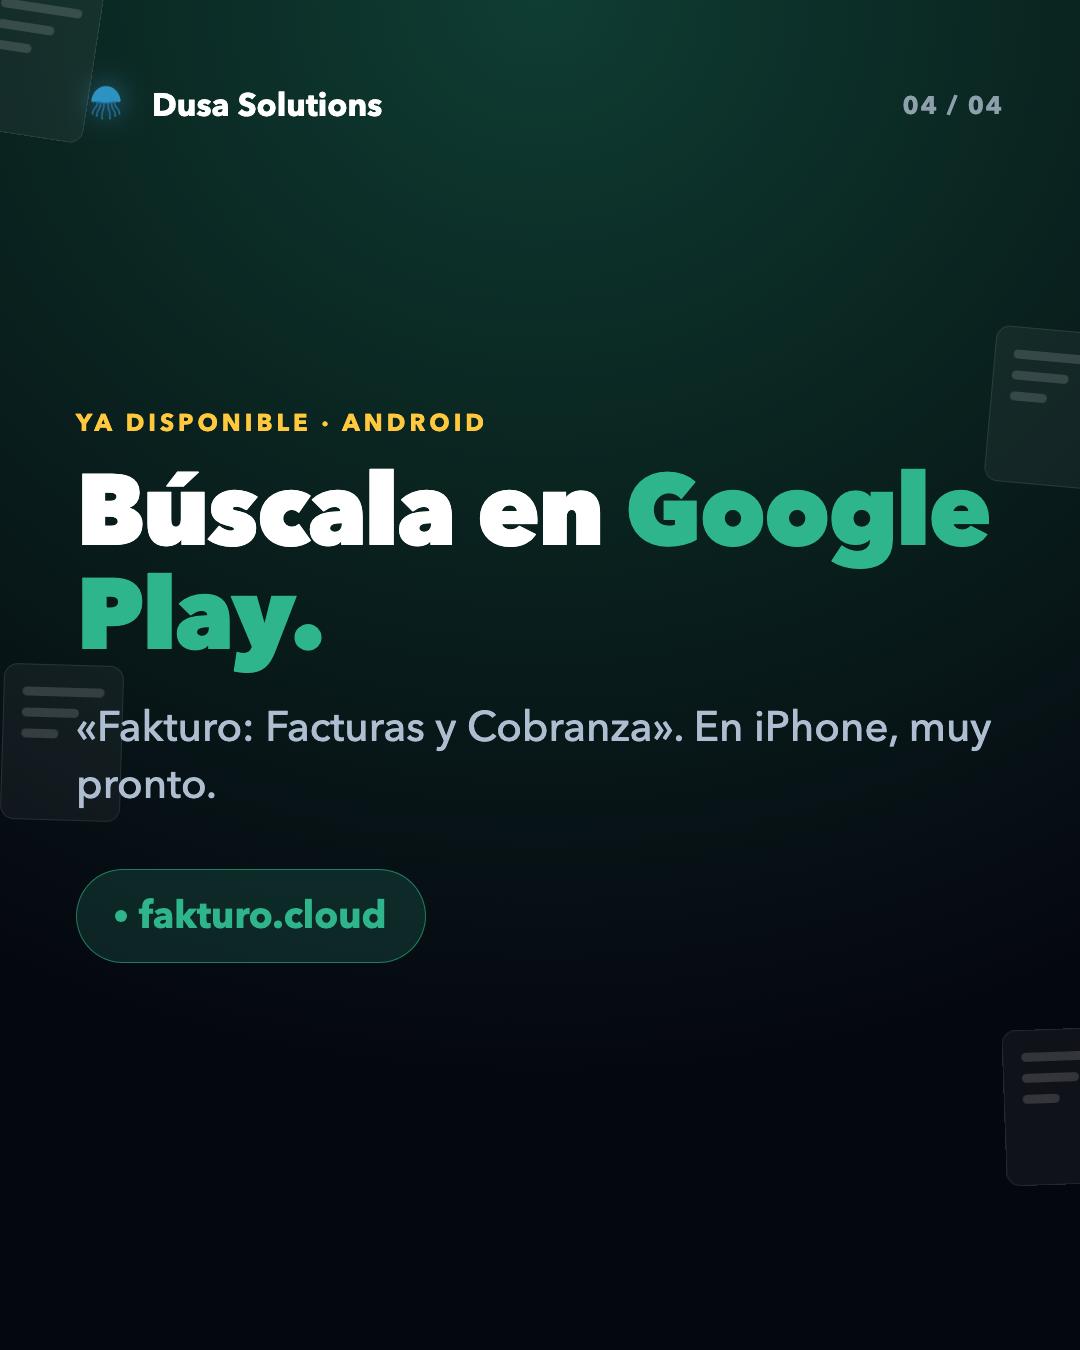 Dusa Solutions
04 / 04
YA DISPONIBLE · ANDROID
Búscala en Google
Play.
«Fakturo: Facturas y Cobranza». En iPhone, muy
pronto.
• fakturo.cloud